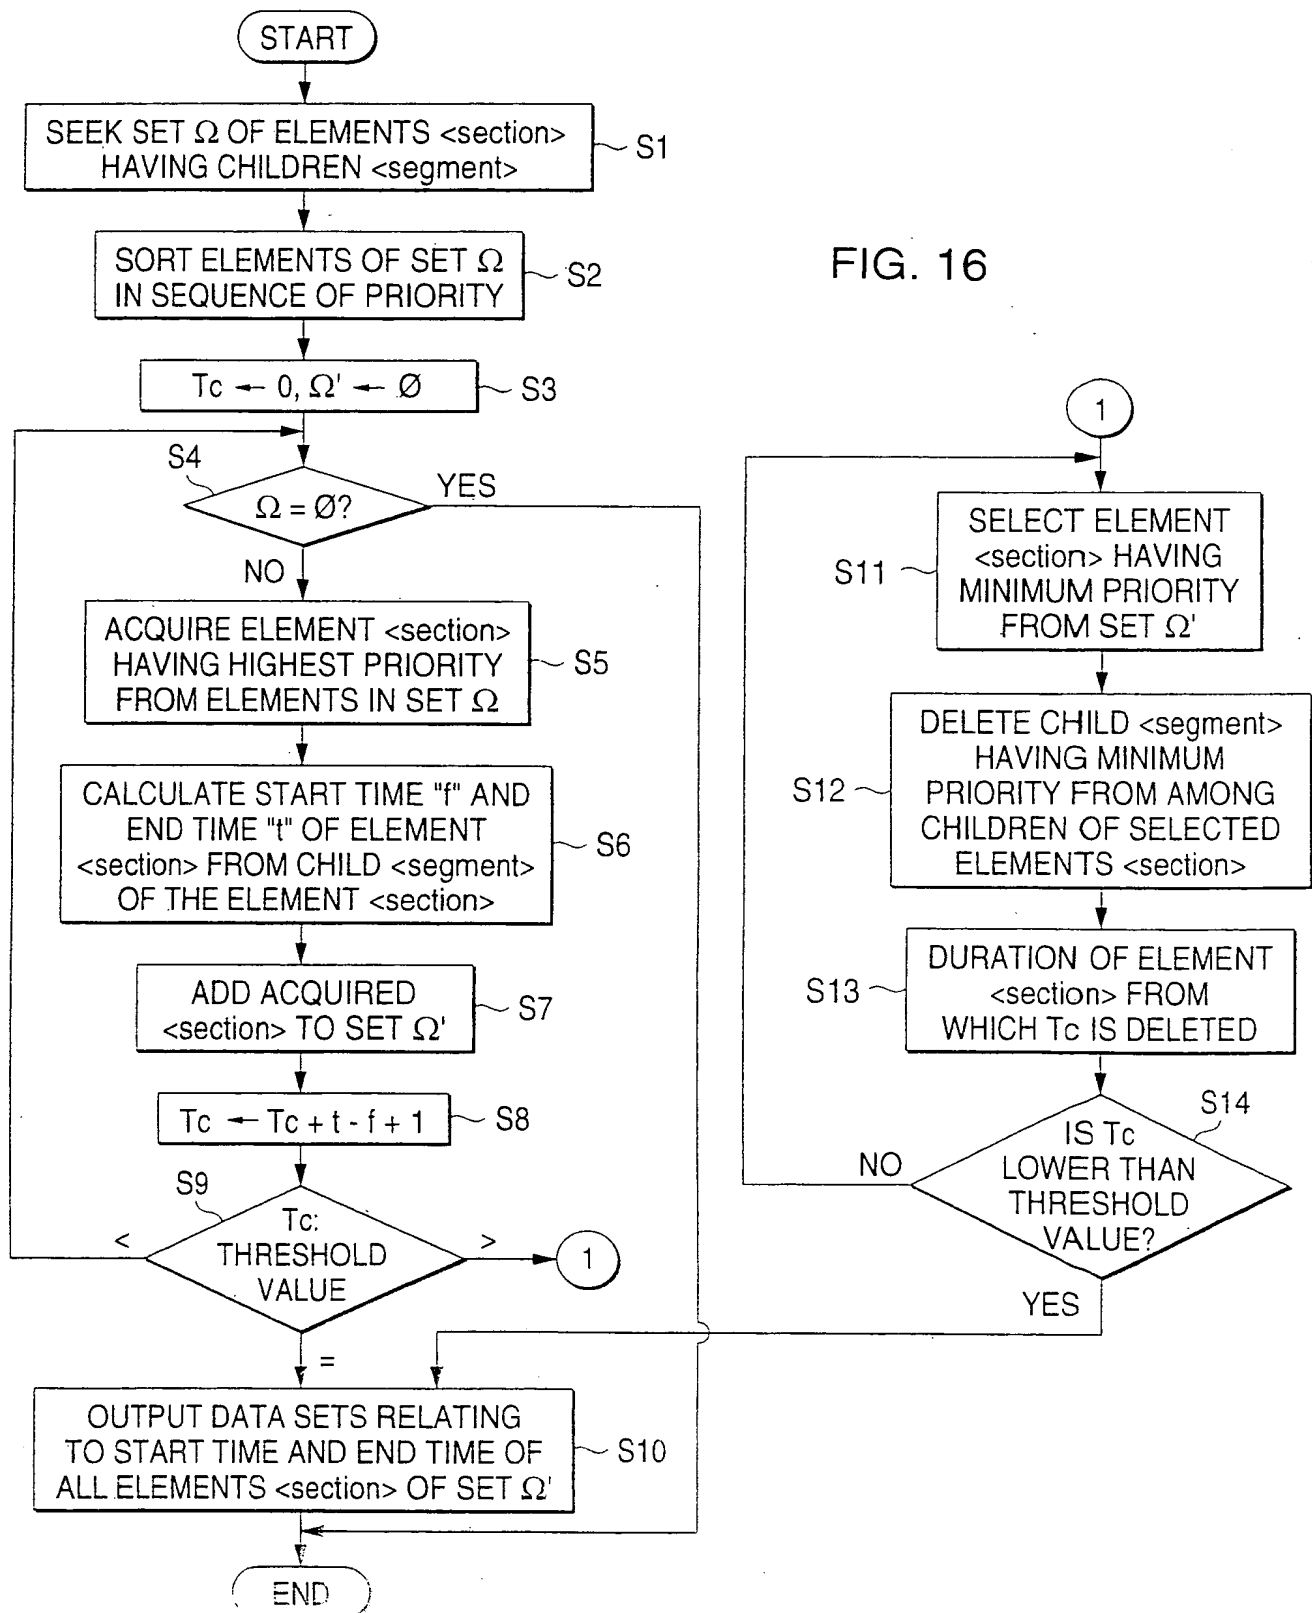 START
SEEK SET Ω OF ELEMENTS <section>
HAVING CHILDREN <segment>
S1
SORT ELEMENTS OF SET Ω
IN SEQUENCE OF PRIORITY
S2
FIG. 16
Tc ← 0, Ω' ← Ø
S3
S4
Ω = Ø?
YES
NO
ACQUIRE ELEMENT <section>
HAVING HIGHEST PRIORITY
FROM ELEMENTS IN SET Ω
S5
CALCULATE START TIME "f" AND
END TIME "t" OF ELEMENT
<section> FROM CHILD <segment>
OF THE ELEMENT <section>
S6
ADD ACQUIRED
<section> TO SET Ω'
S7
Tc ← Tc + t - f + 1
S8
S9
Tc:
THRESHOLD
VALUE
<
>
1
=
OUTPUT DATA SETS RELATING
TO START TIME AND END TIME OF
ALL ELEMENTS <section> OF SET Ω'
S10
END
1
SELECT ELEMENT
<section> HAVING
MINIMUM PRIORITY
FROM SET Ω'
S11
DELETE CHILD <segment>
HAVING MINIMUM
PRIORITY FROM AMONG
CHILDREN OF SELECTED
ELEMENTS <section>
S12
DURATION OF ELEMENT
<section> FROM
WHICH Tc IS DELETED
S13
S14
IS Tc
LOWER THAN
THRESHOLD
VALUE?
NO
YES